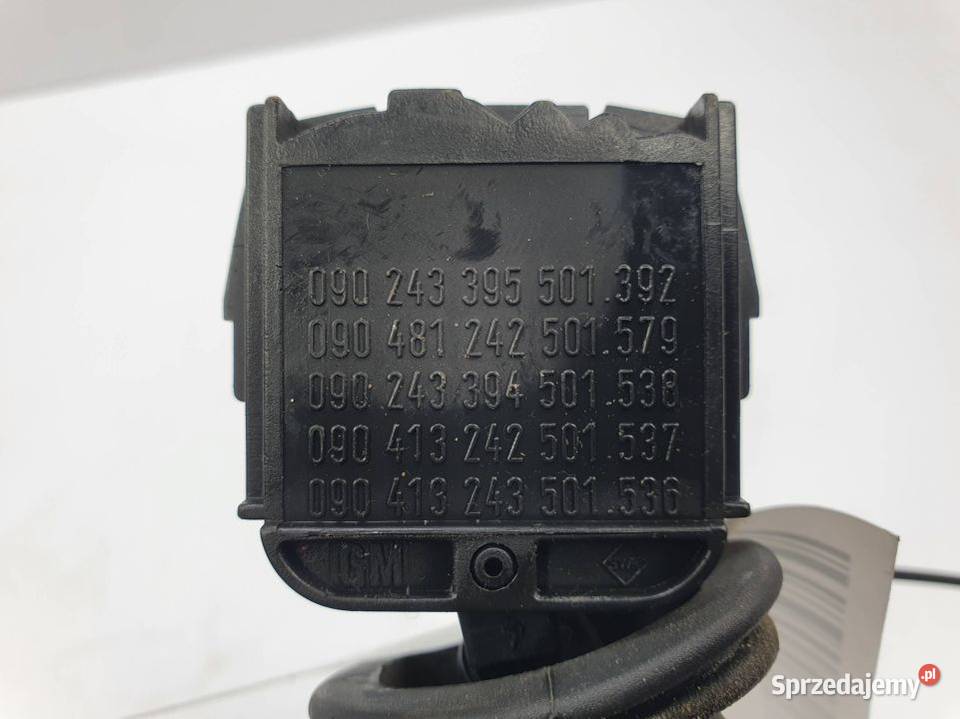 090 243 395 501.392
090 481 242 501.579
090 243 394 501.538
090 413 242 501.537
090 413 243 501.536
GM
Sprzedajemy.pl